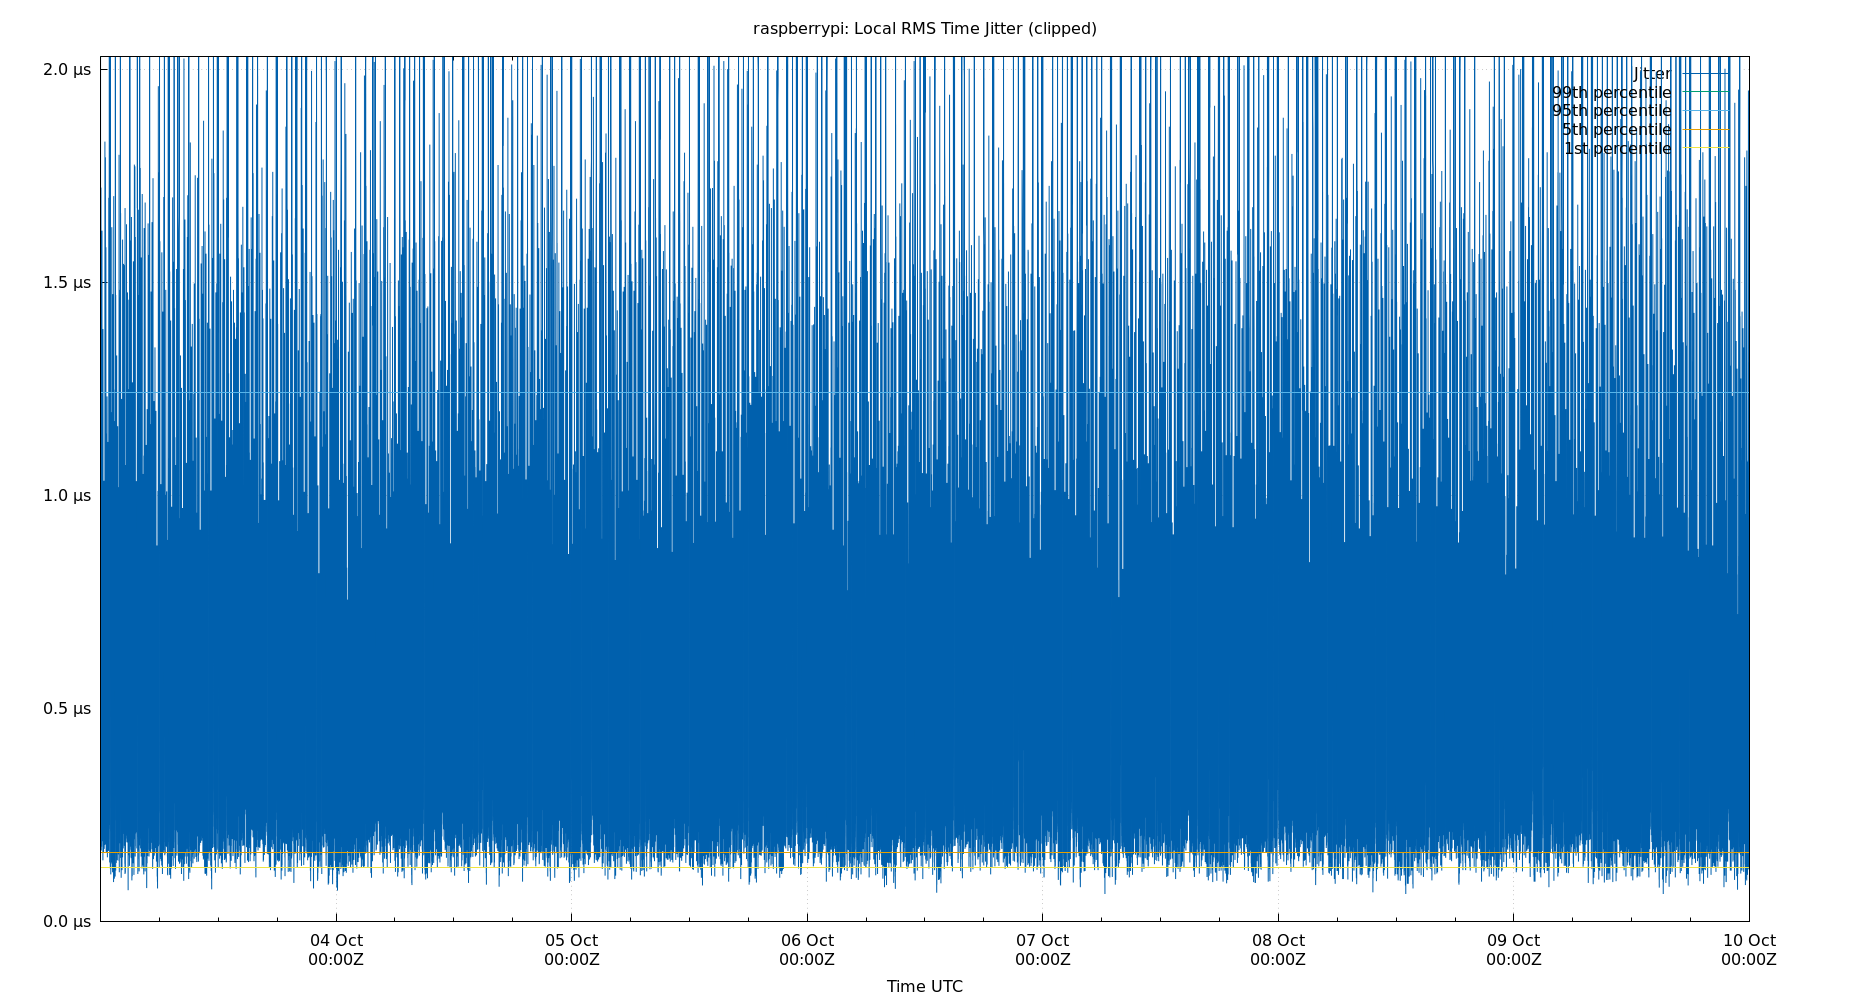 raspberrypi: Local RMS Time Jitter (clipped)
2.0 µs
1.5 µs
1.0 µs
0.5 µs
0.0 µs
Jitter
99th percentile
95th percentile
5th percentile
1st percentile
04 Oct 05 Oct 06 Oct 07 Oct 08 Oct 09 Oct 10 Oct
00:00Z 00:00Z 00:00Z 00:00Z 00:00Z 00:00Z 00:00Z
Time UTC